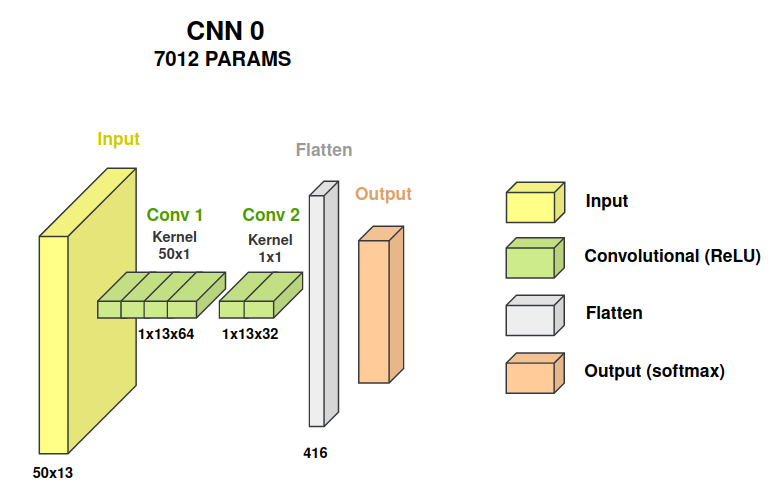 CNN 0
7012 PARAMS
Input
Flatten
Output
Conv 1
Kernel
50x1
Conv 2
Kernel
1x1
1x13x64
1x13x32
416
50x13
Input
Convolutional (ReLU)
Flatten
Output (softmax)